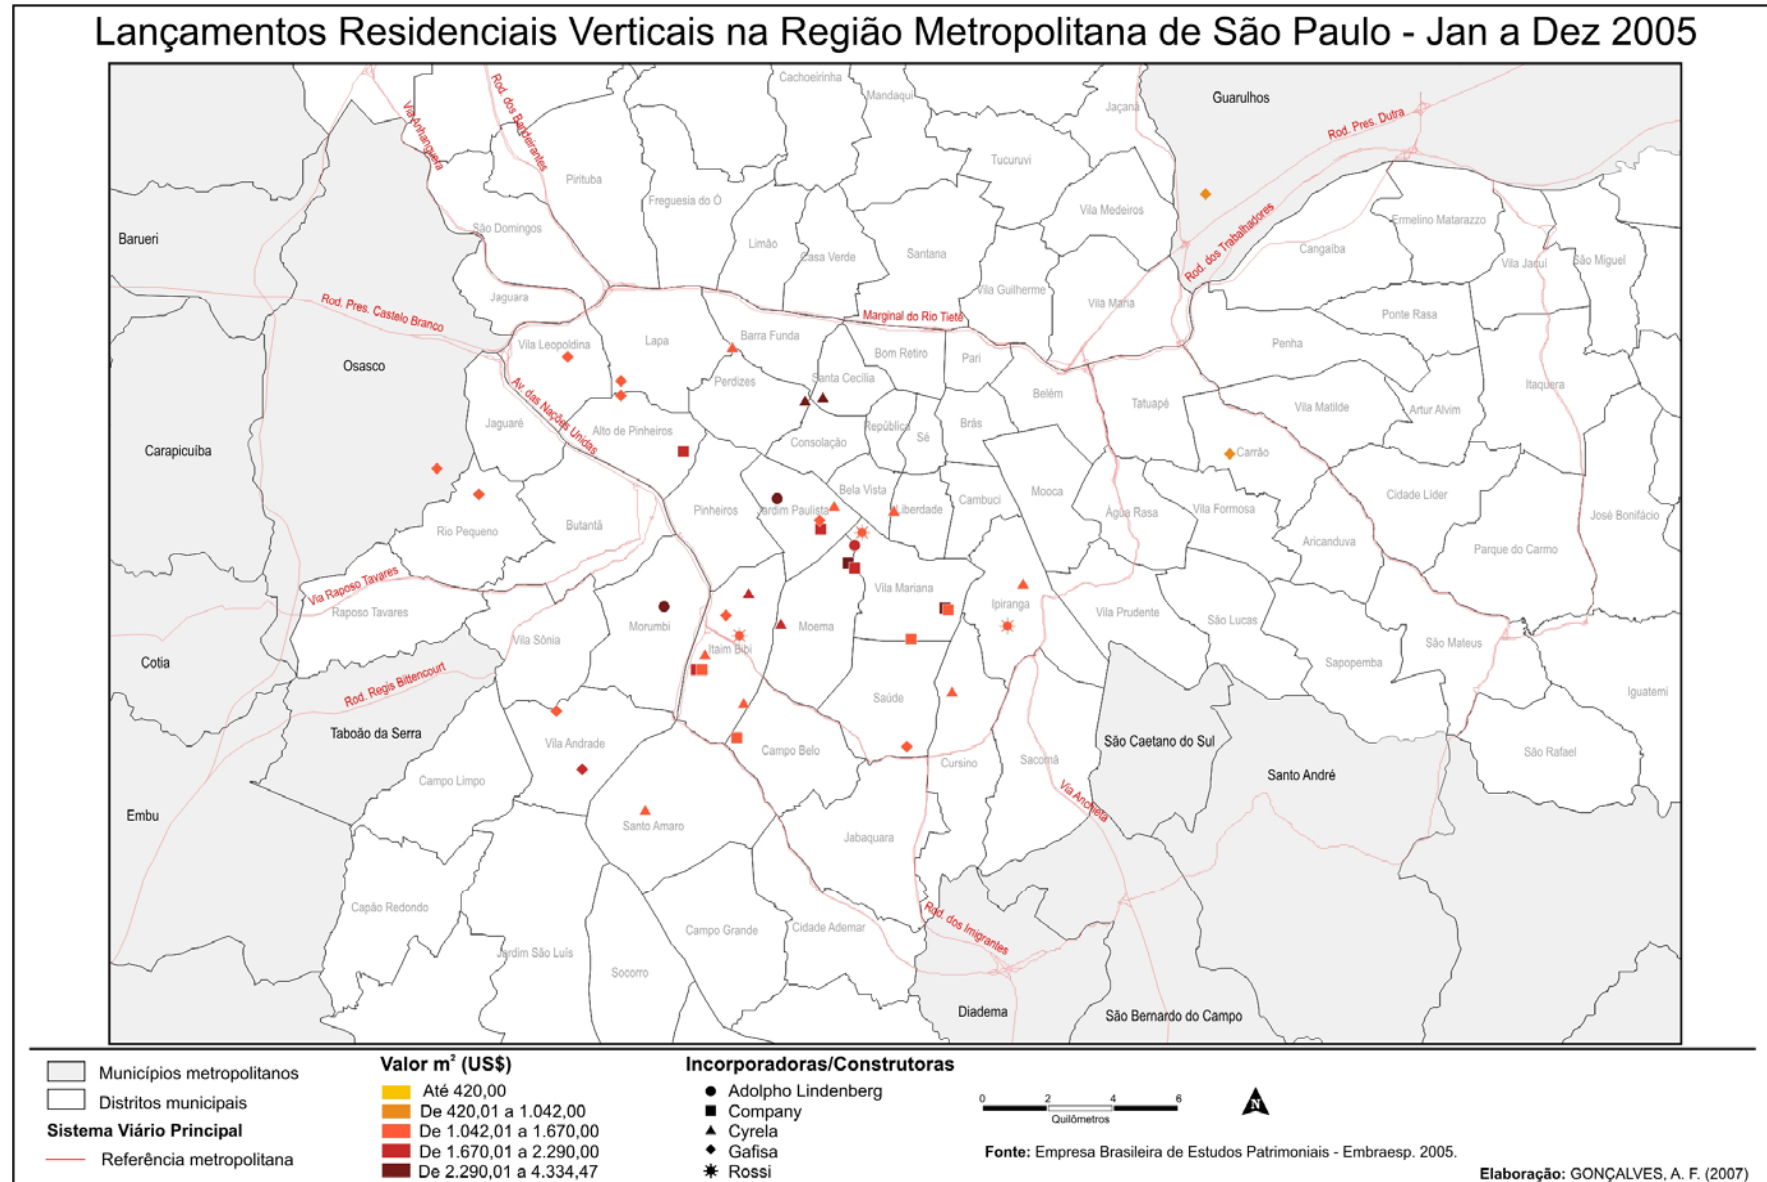 Lançamentos Residenciais Verticais na Região Metropolitana de São Paulo - Jan a Dez 2005
Cachoeirinha
Mandaqui
Jaçanã
Guarulhos
Rod. Pres. Dutra
Via Anhanguera
Rod. dos Bandeirantes
Tucuruvi
Pirituba
Freguesia do Ó
Vila Medeiros
Ermelino Matarazzo
São Domingos
Barueri
Limão
Casa Verde
Santana
Rod. dos Trabalhadores
Cangaíba
Vila Jacuí
São Miguel
Jaguara
Vila Guilherme
Vila Maria
Rod. Pres. Castelo Branco
Marginal do Rio Tietê
Ponte Rasa
Vila Leopoldina
Lapa
Barra Funda
Bom Retiro
Pari
Penha
Osasco
Perdizes
Santa Cecília
Itaquera
Av. das Nações Unidas
Belém
Tatuapé
Vila Matilde
Artur Alvim
Jaguaré
Alto de Pinheiros
Consolação
República
Sé
Brás
Carapicuíba
Carrão
Bela Vista
Cambuci
Mooca
Cidade Líder
Pinheiros
Jardim Paulista
Liberdade
Água Rasa
Vila Formosa
José Bonifácio
Rio Pequeno
Butantã
Aricanduva
Parque do Carmo
Via Raposo Tavares
Raposo Tavares
Vila Mariana
Ipiranga
Vila Prudente
São Lucas
Vila Sônia
Morumbi
Moema
São Mateus
Cotia
Itaim Bibi
Sapopemba
Rod. Regis Bittencourt
Saúde
Iguatemi
Taboão da Serra
Vila Andrade
Campo Belo
São Caetano do Sul
São Rafael
Campo Limpo
Cursino
Sacomã
Santo André
Embu
Via Anchieta
Santo Amaro
Jabaquara
Capão Redondo
Rod. dos Imigrantes
Campo Grande
Cidade Ademar
Jardim São Luís
Socorro
Diadema
São Bernardo do Campo
Municípios metropolitanos
Distritos municipais
Sistema Viário Principal
Referência metropolitana
Valor m² (US$)
Até 420,00
De 420,01 a 1.042,00
De 1.042,01 a 1.670,00
De 1.670,01 a 2.290,00
De 2.290,01 a 4.334,47
Incorporadoras/Construtoras
Adolpho Lindenberg
Company
Cyrela
Gafisa
Rossi
0 2 4 6
Quilômetros
N
Fonte: Empresa Brasileira de Estudos Patrimoniais - Embraesp. 2005.
Elaboração: GONÇALVES, A. F. (2007)